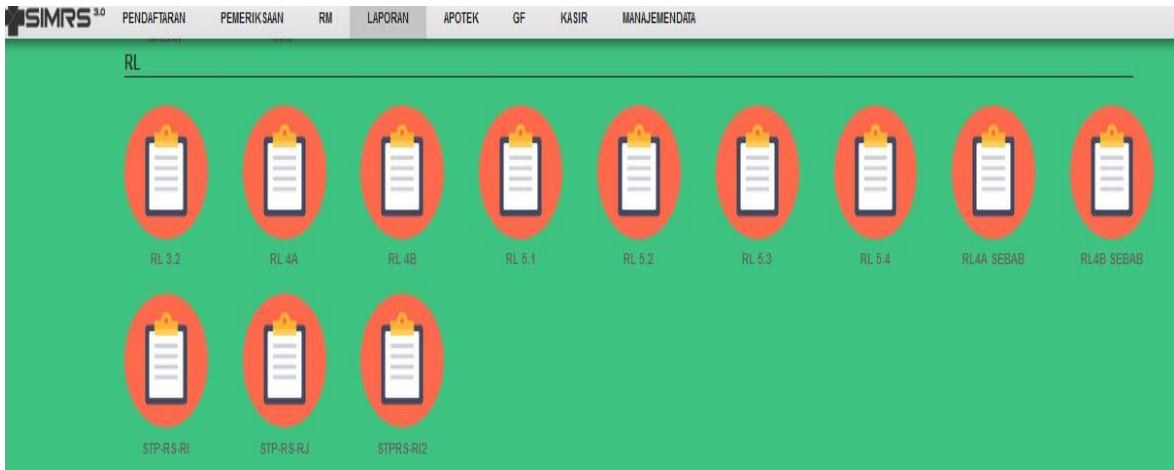 SIMRS 3.0 PENDAFTARAN PEMERIKSAAN RM LAPORAN APOTEK GF KASIR MANAJEMENDATA
RL
RL 3.2 RL 4A RL 4B RL 5.1 RL 5.2 RL 5.3 RL 5.4 RL4A SEBAB RL4B SEBAB
STP-RS-RI STP-RS-RJ STPRS-RI2